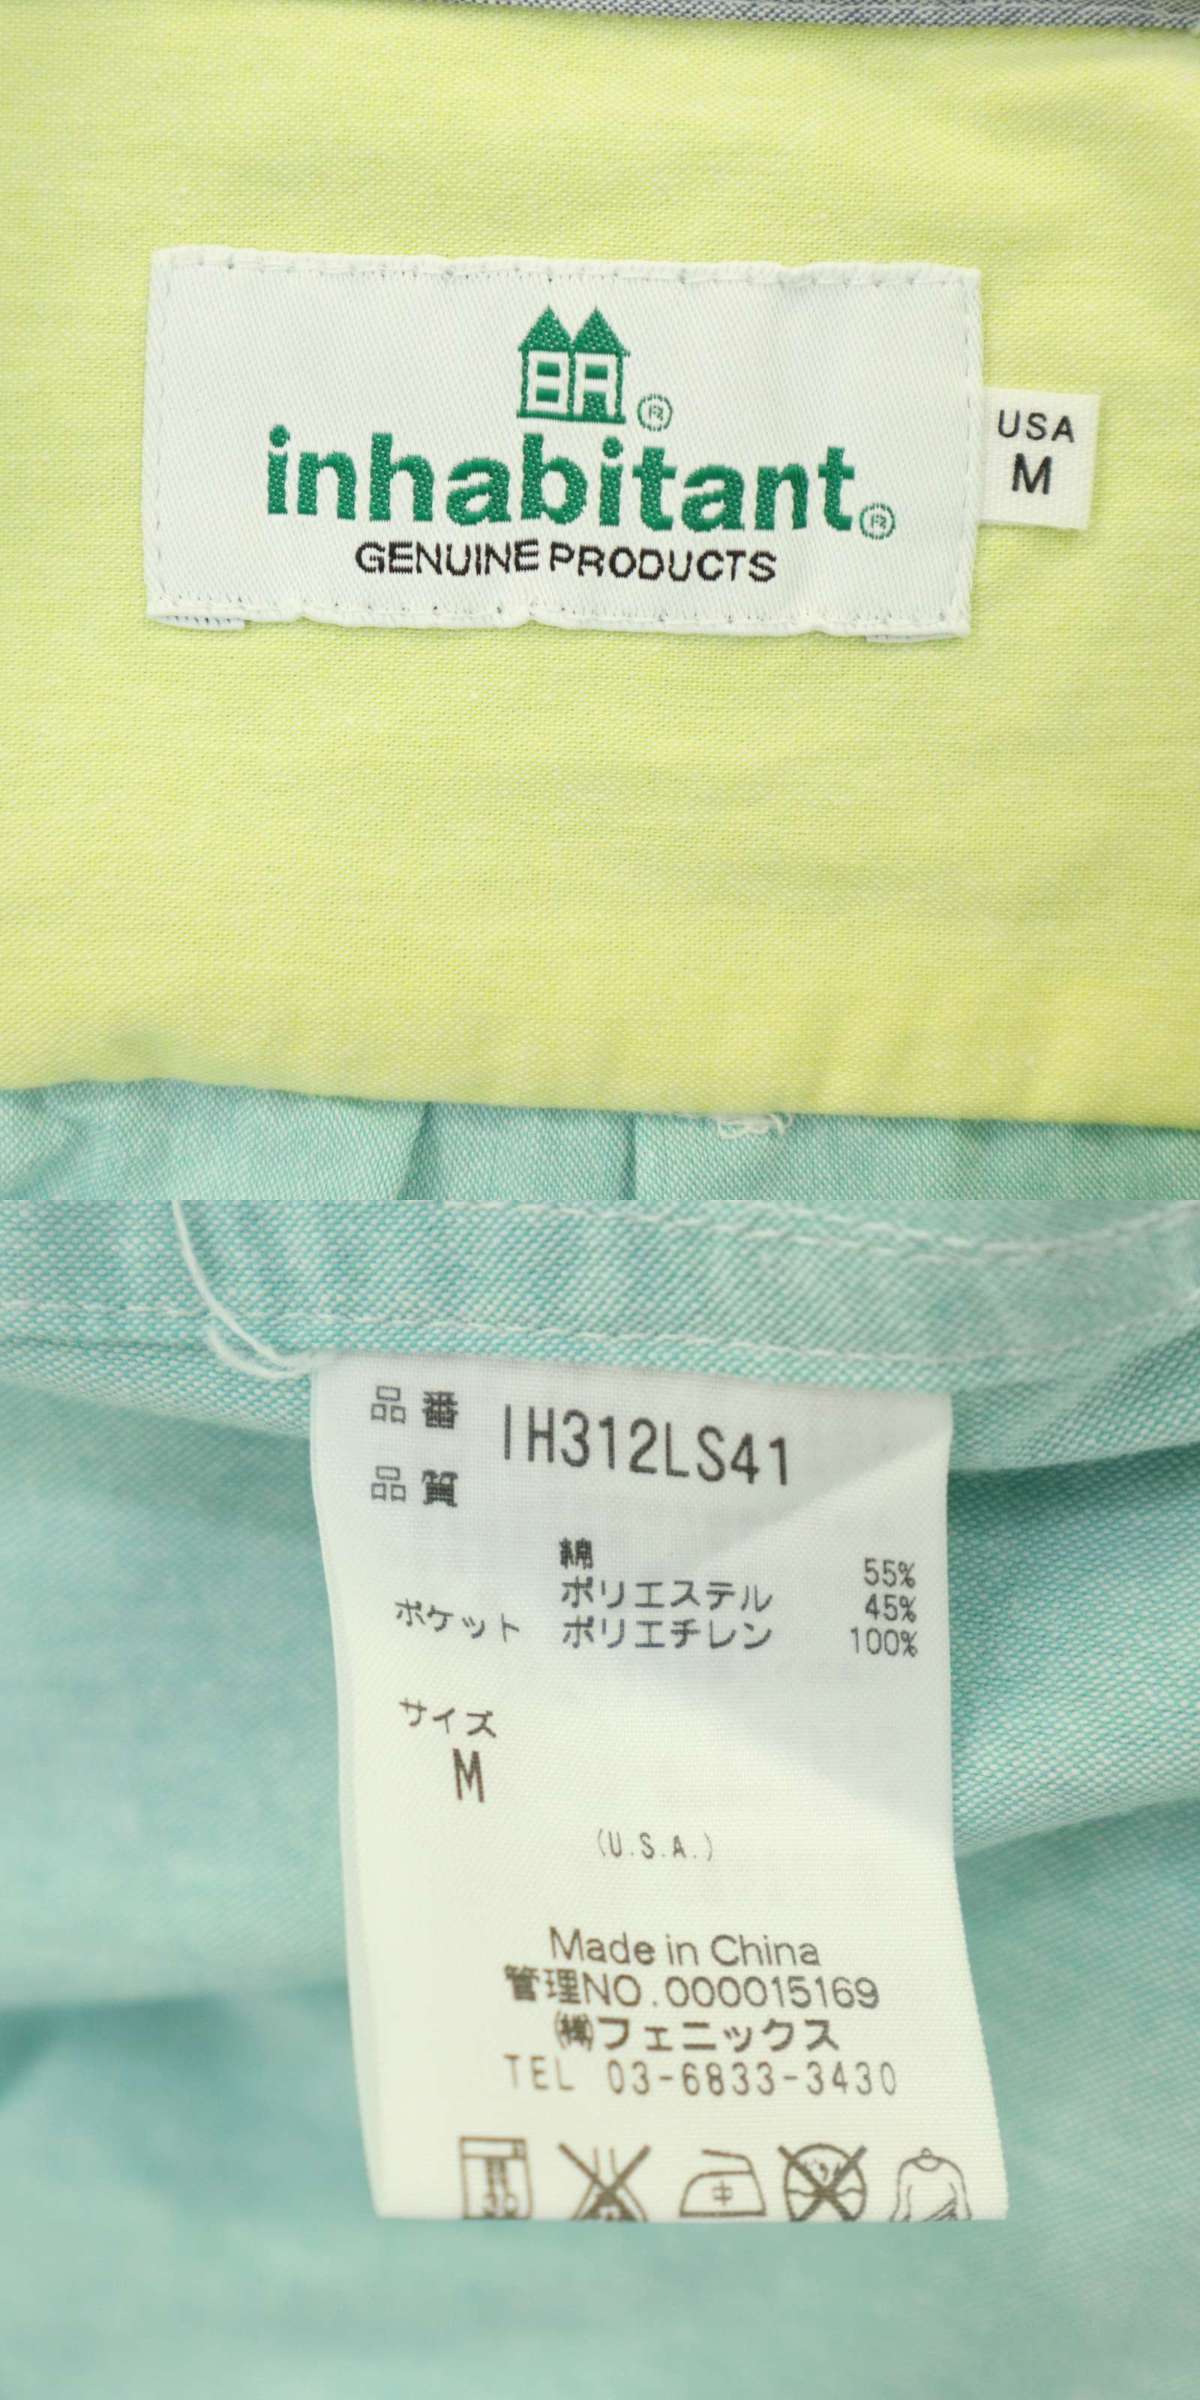 inhabitant®
GENUINE PRODUCTS
USA
M
品番 IH312LS41
品質
綿 55%
ポリエステル 45%
ポケット ポリエチレン 100%
サイズ
M
(U.S.A.)
Made in China
管理NO.000015169
㈱フェニックス
TEL 03-6833-3430
中